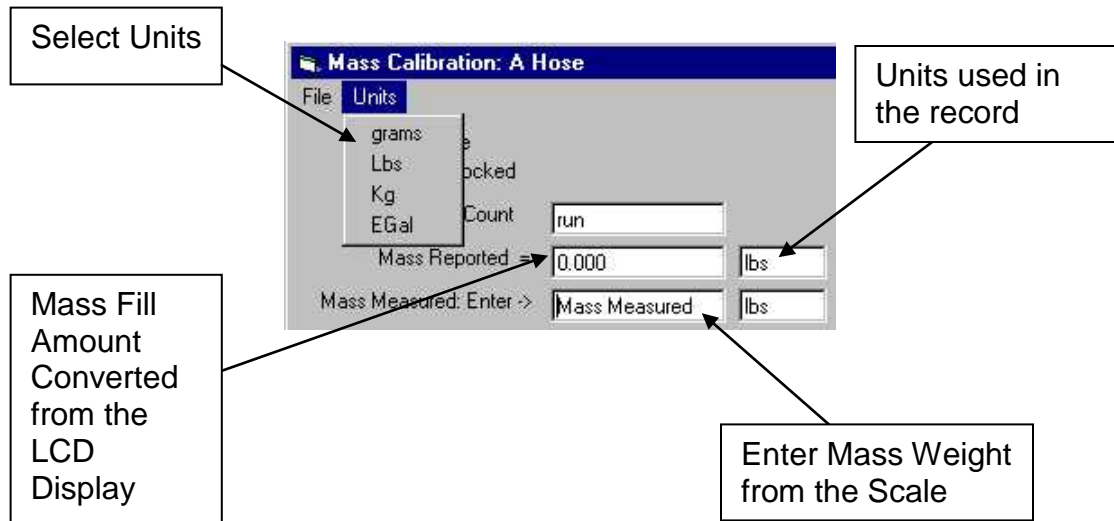 Select Units
Mass Calibration: A Hose
File Units
grams
Lbs
Kg
EGal
ocked
Count
run
Mass Reported =
0.000
lbs
Mass Measured: Enter ->
Mass Measured
lbs
Units used in
the record
Mass Fill
Amount
Converted
from the
LCD
Display
Enter Mass Weight
from the Scale